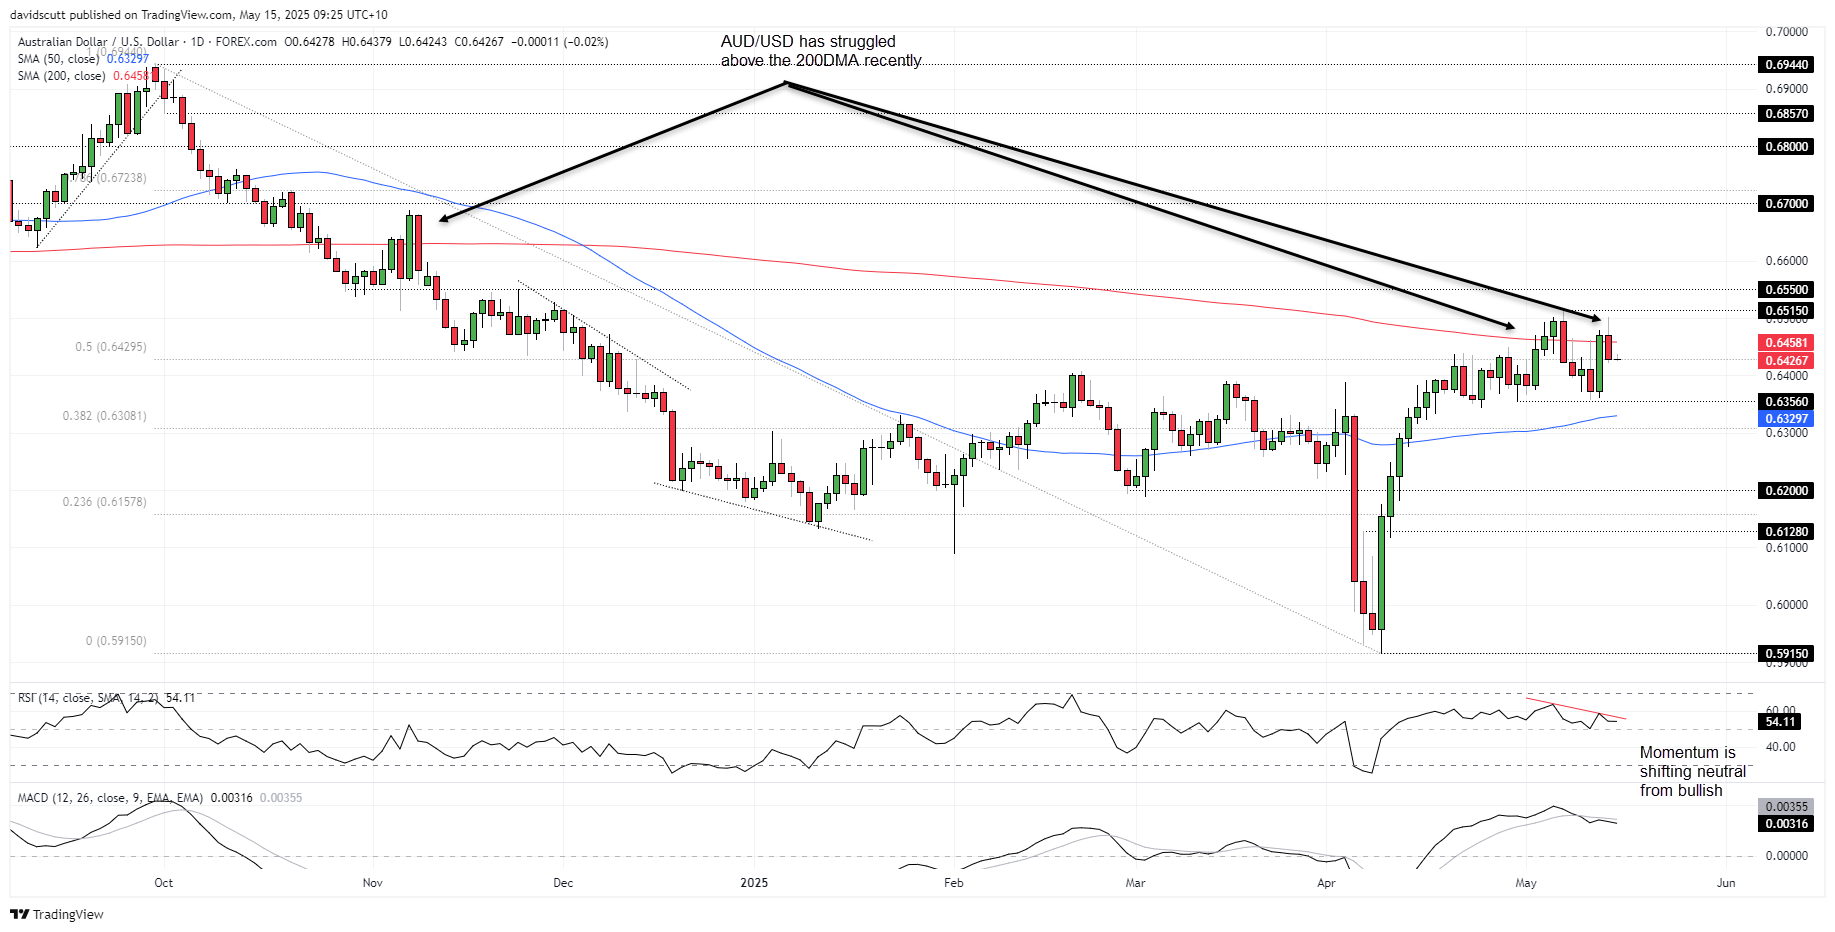 davidscutt published on TradingView.com, May 15, 2025 09:25 UTC+10
Australian Dollar / U.S. Dollar · 1D · FOREX.com O0.64278 H0.64379 L0.64243 C0.64267 −0.00011 (−0.02%)
1 (0.69440)
SMA (50, close) 0.63297
SMA (200, close) 0.64581
AUD/USD has struggled
above the 200DMA recently
0.70000
0.69440
0.69000
0.68570
0.68000
(0.67238)
0.67000
0.66000
0.65500
0.65150
0.64581
0.5 (0.64295)
0.64267
0.64000
0.63560
0.63297
0.382 (0.63081)
0.63000
0.62000
0.236 (0.61578)
0.61280
0.61000
0.60000
0 (0.59150)
0.59150
RSI (14, close, SMA, 14, 2) 54.11
60.00
54.11
40.00
Momentum is
shifting neutral
from bullish
MACD (12, 26, close, 9, EMA, EMA) 0.00316 0.00355
0.00355
0.00316
0.00000
Oct Nov Dec 2025 Feb Mar Apr May Jun
TradingView